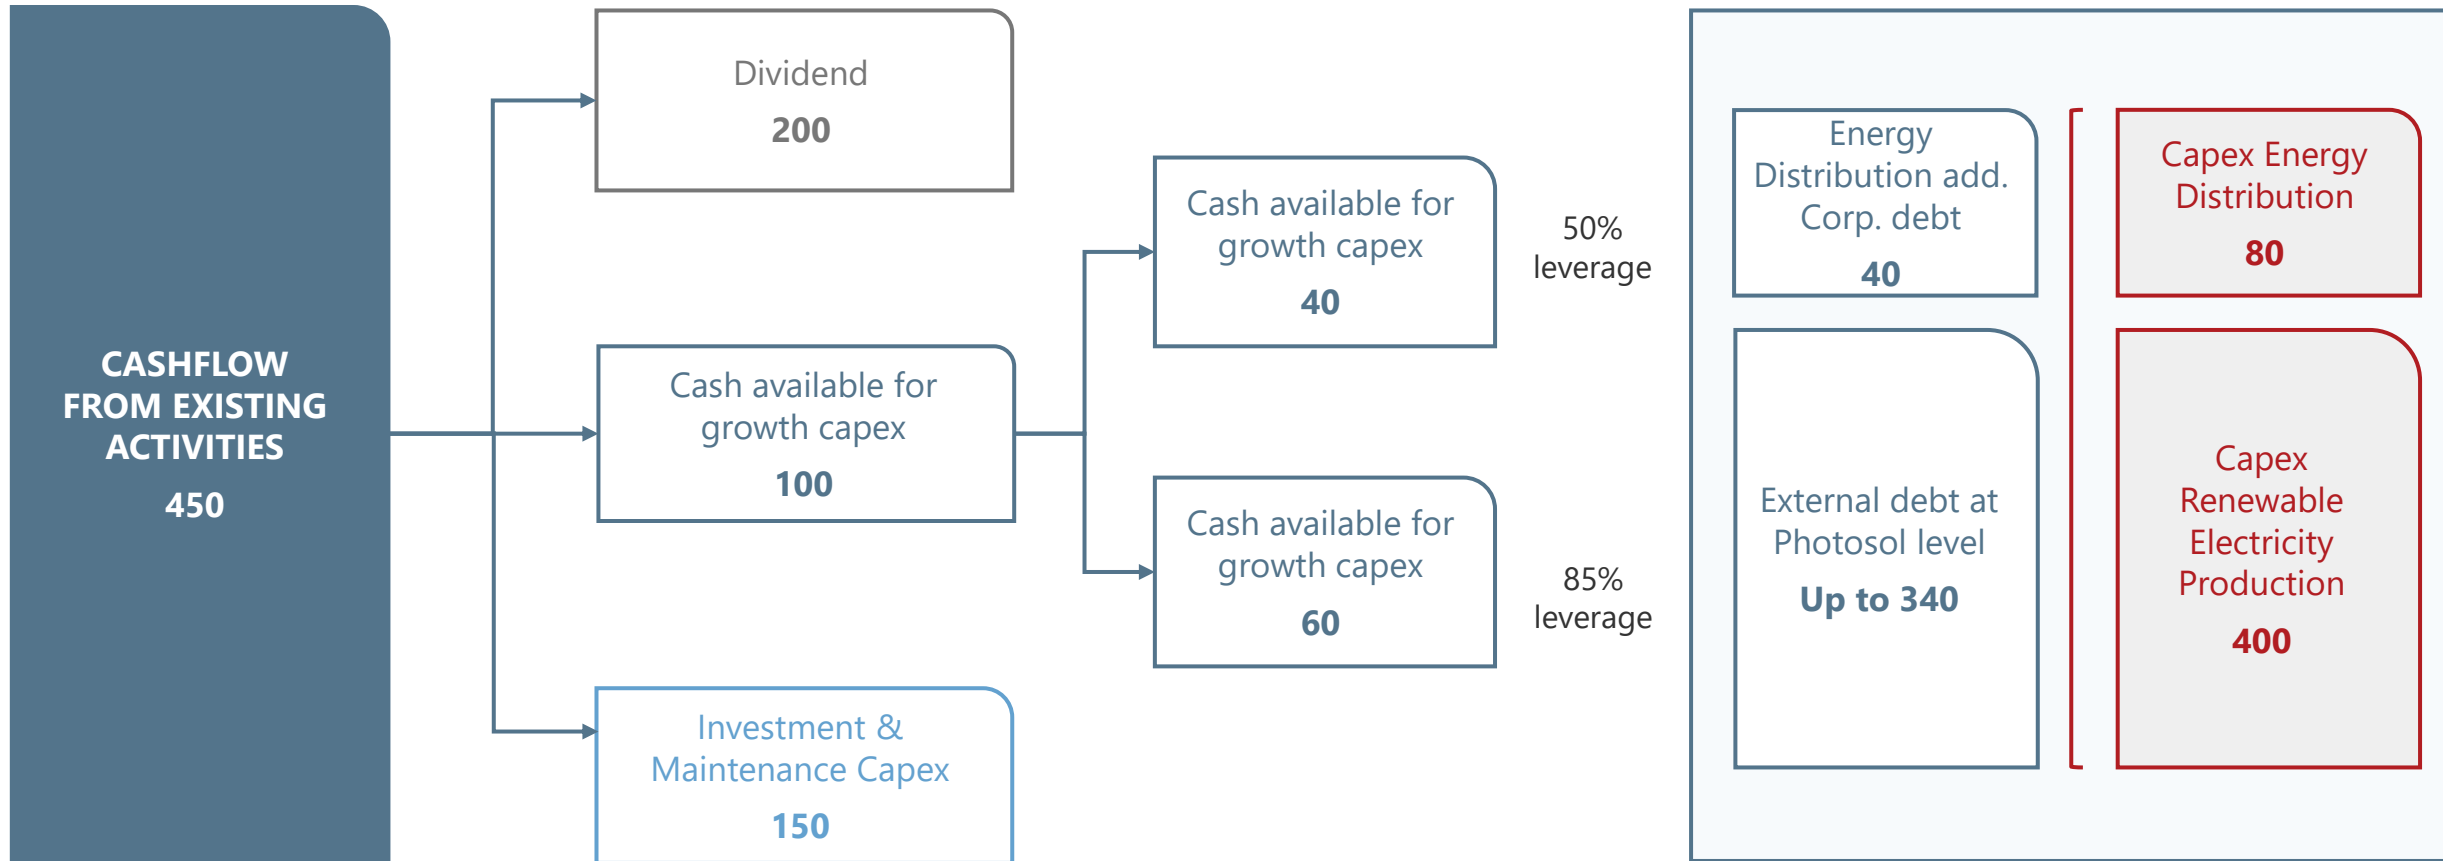 CASHFLOW
FROM EXISTING
ACTIVITIES
450
Dividend
200
Cash available for
growth capex
100
Investment &
Maintenance Capex
150
Cash available for
growth capex
40
Cash available for
growth capex
60
50%
leverage
85%
leverage
Energy
Distribution add.
Corp. debt
40
External debt at
Photosol level
Up to 340
Capex Energy
Distribution
80
Capex
Renewable
Electricity
Production
400